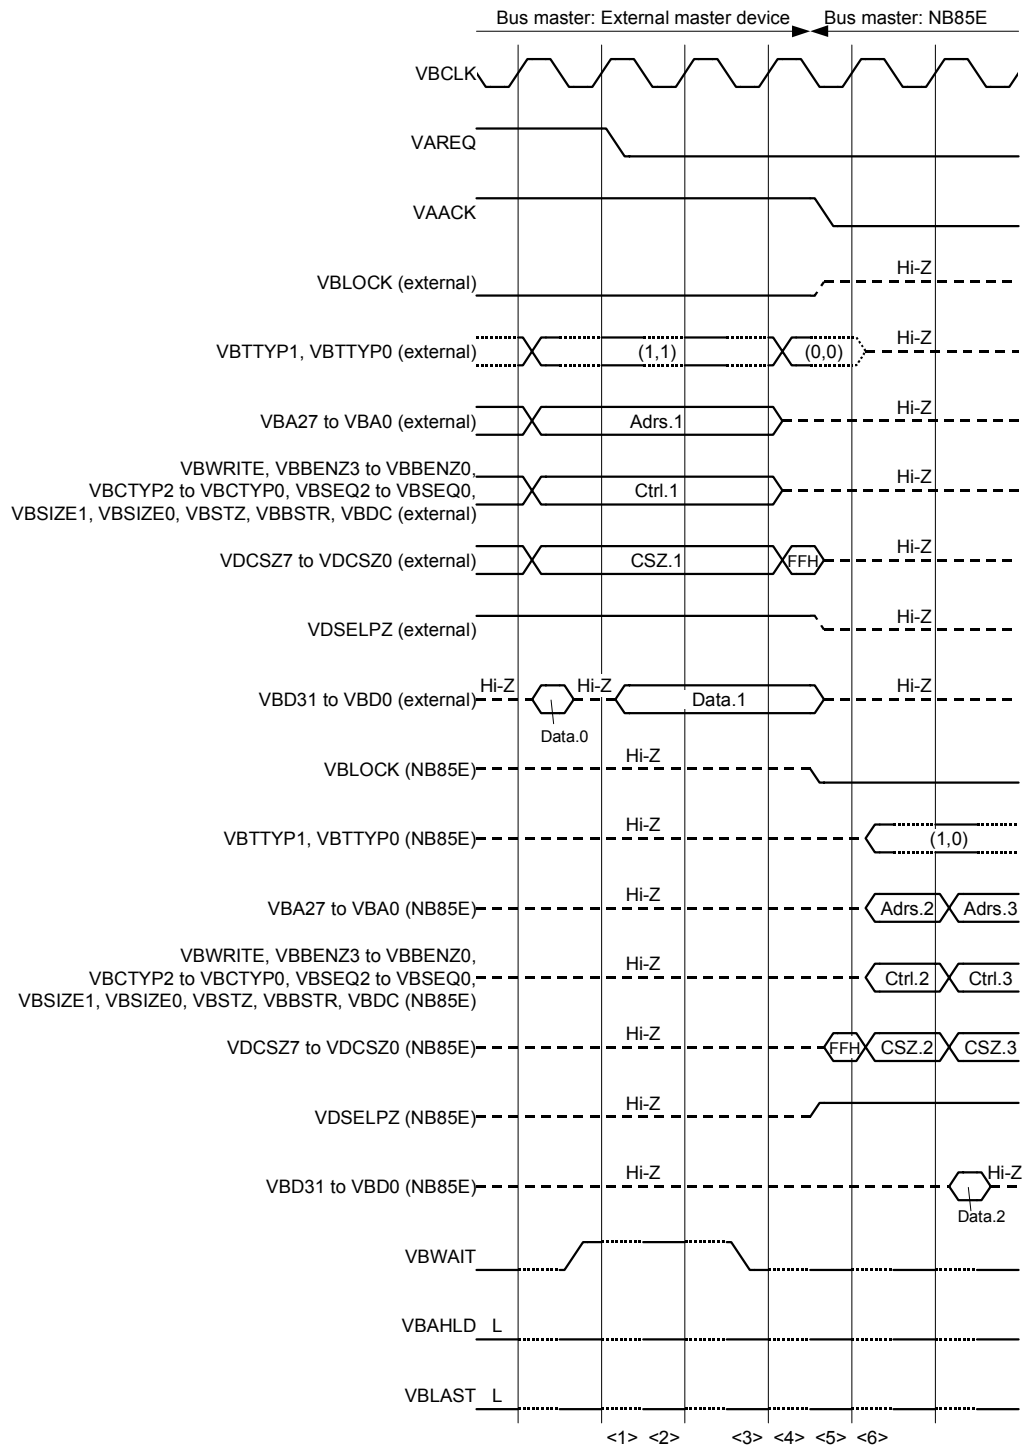 Bus master: External master device Bus master: NB85E
VBCLK
VAREQ
VAACK
VBLOCK (external) Hi-Z
VBTTYP1, VBTTYP0 (external) (1,1) (0,0) Hi-Z
VBA27 to VBA0 (external) Adrs.1 Hi-Z
VBWRITE, VBBENZ3 to VBBENZ0,
VBCTYP2 to VBCTYP0, VBSEQ2 to VBSEQ0, Ctrl.1 Hi-Z
VBSIZE1, VBSIZE0, VBSTZ, VBBSTR, VBDC (external)
VDCSZ7 to VDCSZ0 (external) CSZ.1 FFH Hi-Z
VDSELPZ (external) Hi-Z
VBD31 to VBD0 (external) Hi-Z Hi-Z Data.1 Hi-Z
Data.0
VBLOCK (NB85E) Hi-Z
VBTTYP1, VBTTYP0 (NB85E) Hi-Z (1,0)
VBA27 to VBA0 (NB85E) Hi-Z Adrs.2 Adrs.3
VBWRITE, VBBENZ3 to VBBENZ0,
VBCTYP2 to VBCTYP0, VBSEQ2 to VBSEQ0, Hi-Z Ctrl.2 Ctrl.3
VBSIZE1, VBSIZE0, VBSTZ, VBBSTR, VBDC (NB85E)
VDCSZ7 to VDCSZ0 (NB85E) Hi-Z FFH CSZ.2 CSZ.3
VDSELPZ (NB85E) Hi-Z
VBD31 to VBD0 (NB85E) Hi-Z Hi-Z
Data.2
VBWAIT
VBAHLD L
VBLAST L
<1> <2> <3> <4> <5> <6>